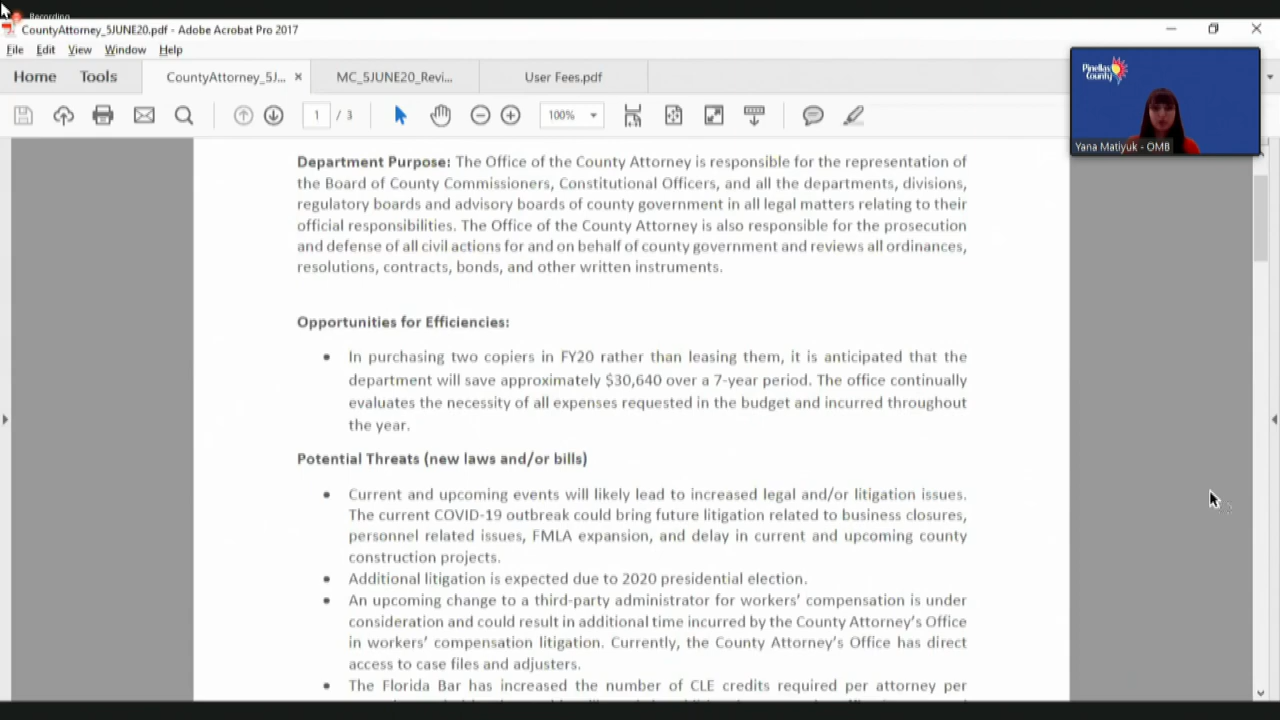 Recording
CountyAttorney_5JUNE20.pdf - Adobe Acrobat Pro 2017
File Edit View Window Help
Home Tools CountyAttorney_5J... × MC_5JUNE20_Revi... User Fees.pdf
1 / 3 100%
Pinellas
County
Yana Matiyuk - OMB
Department Purpose: The Office of the County Attorney is responsible for the representation of
the Board of County Commissioners, Constitutional Officers, and all the departments, divisions,
regulatory boards and advisory boards of county government in all legal matters relating to their
official responsibilities. The Office of the County Attorney is also responsible for the prosecution
and defense of all civil actions for and on behalf of county government and reviews all ordinances,
resolutions, contracts, bonds, and other written instruments.
Opportunities for Efficiencies:
• In purchasing two copiers in FY20 rather than leasing them, it is anticipated that the
department will save approximately $30,640 over a 7-year period. The office continually
evaluates the necessity of all expenses requested in the budget and incurred throughout
the year.
Potential Threats (new laws and/or bills)
• Current and upcoming events will likely lead to increased legal and/or litigation issues.
The current COVID-19 outbreak could bring future litigation related to business closures,
personnel related issues, FMLA expansion, and delay in current and upcoming county
construction projects.
• Additional litigation is expected due to 2020 presidential election.
• An upcoming change to a third-party administrator for workers' compensation is under
consideration and could result in additional time incurred by the County Attorney's Office
in workers' compensation litigation. Currently, the County Attorney's Office has direct
access to case files and adjusters.
• The Florida Bar has increased the number of CLE credits required per attorney per